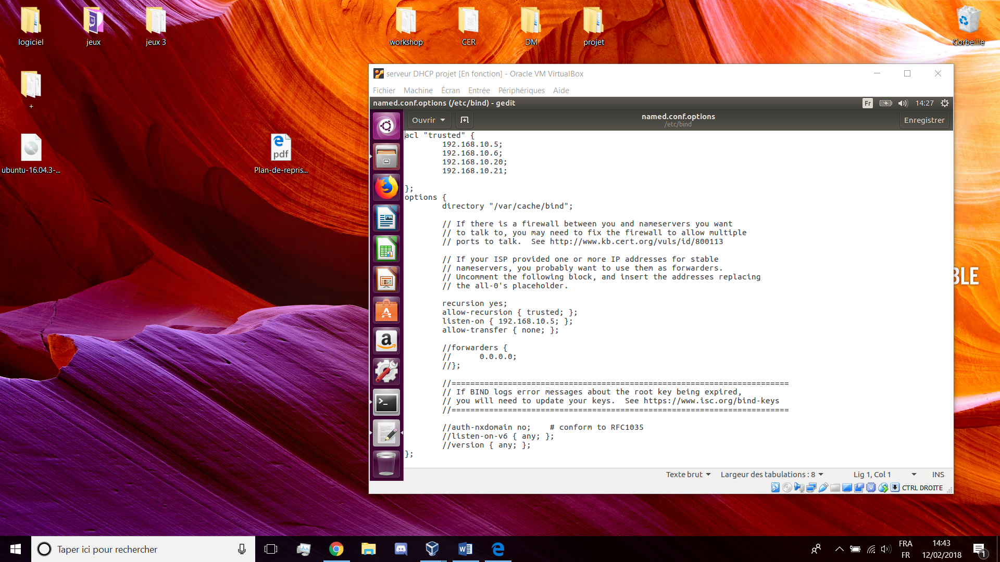 logiciel
jeux
jeux 3
workshop
CER
DM
projet
Corbeille
+
ubuntu-16.04.3-...
pdf
Plan-de-repris...
BLE
serveur DHCP projet [En fonction] - Oracle VM VirtualBox
Fichier Machine Écran Entrée Périphériques Aide
named.conf.options (/etc/bind) - gedit
Fr 14:27
Ouvrir
named.conf.options
/etc/bind
Enregistrer
acl "trusted" {
192.168.10.5;
192.168.10.6;
192.168.10.20;
192.168.10.21;
};
options {
directory "/var/cache/bind";
// If there is a firewall between you and nameservers you want
// to talk to, you may need to fix the firewall to allow multiple
// ports to talk.  See http://www.kb.cert.org/vuls/id/800113
// If your ISP provided one or more IP addresses for stable
// nameservers, you probably want to use them as forwarders.
// Uncomment the following block, and insert the addresses replacing
// the all-0's placeholder.
recursion yes;
allow-recursion { trusted; };
listen-on { 192.168.10.5; };
allow-transfer { none; };
//forwarders {
//      0.0.0.0;
//};
//========================================================================
// If BIND logs error messages about the root key being expired,
// you will need to update your keys.  See https://www.isc.org/bind-keys
//========================================================================
//auth-nxdomain no;    # conform to RFC1035
//listen-on-v6 { any; };
//version { any; };
};
Texte brut Largeur des tabulations : 8 Lig 1, Col 1 INS
CTRL DROITE
Taper ici pour rechercher
FRA
FR
14:43
12/02/2018
1